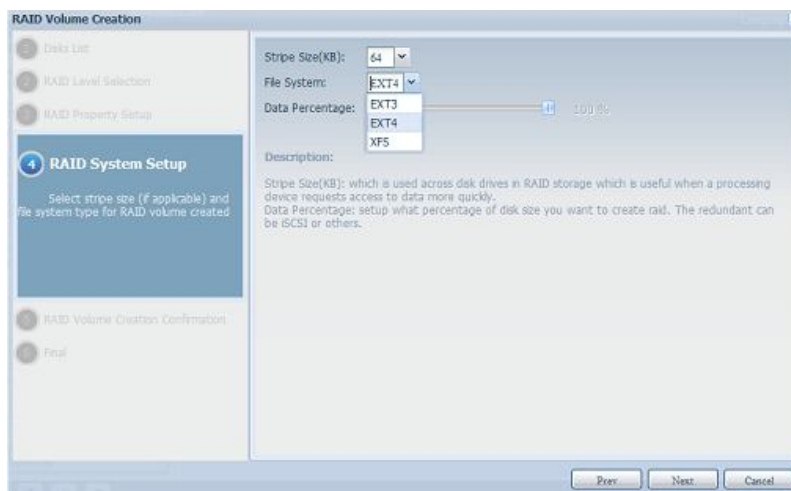 RAID Volume Creation
1 Disks List
2 RAID Level Selection
3 RAID Property Setup
4 RAID System Setup
Select stripe size (if applicable) and
file system type for RAID volume created
RAID Volume Creation Confirmation
Final
Stripe Size(KB): 64
File System: EXT4
Data Percentage: 100 %
EXT3
EXT4
XFS
Description:
Stripe Size(KB): which is used across disk drives in RAID storage which is useful when a processing
device requests access to data more quickly.
Data Percentage: setup what percentage of disk size you want to create raid. The redundant can
be iSCSI or others.
Prev Next Cancel